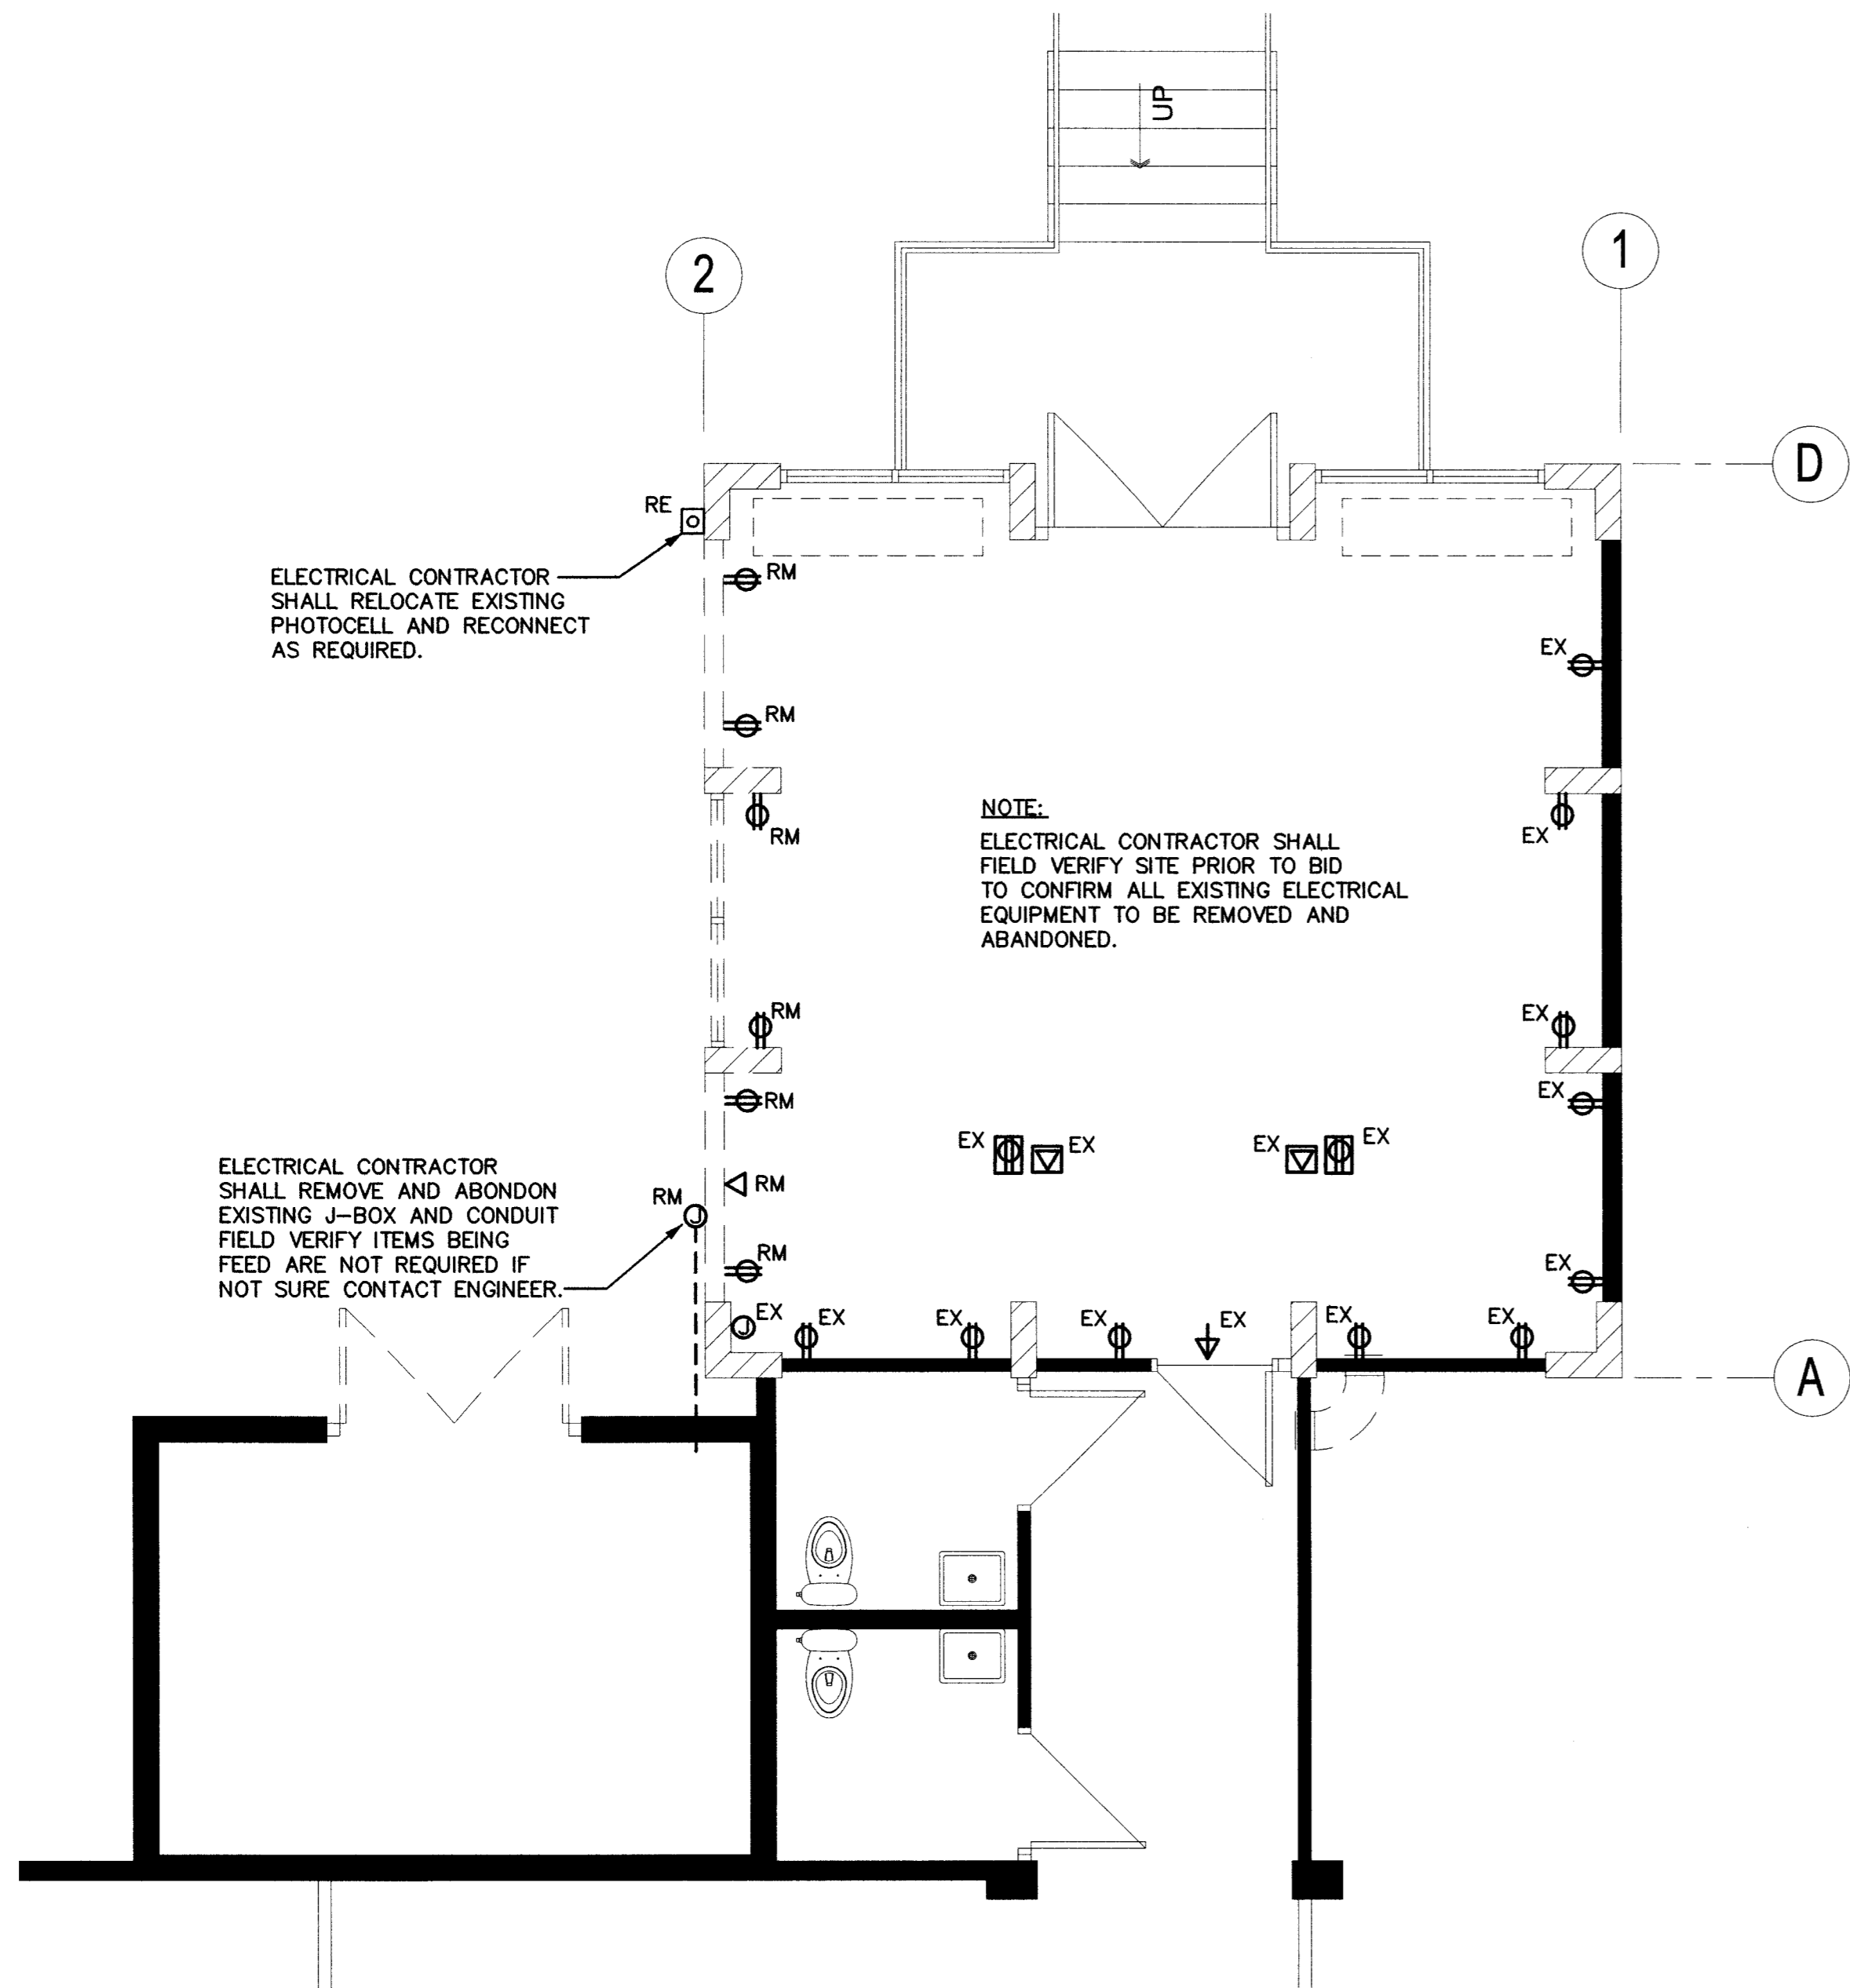 UP
2
1
D
RE
ELECTRICAL CONTRACTOR
SHALL RELOCATE EXISTING
PHOTOCELL AND RECONNECT
AS REQUIRED.
RM
EX
RM
NOTE:
ELECTRICAL CONTRACTOR SHALL
FIELD VERIFY SITE PRIOR TO BID
TO CONFIRM ALL EXISTING ELECTRICAL
EQUIPMENT TO BE REMOVED AND
ABANDONED.
RM
EX
RM
EX
RM
EX
EX
EX
EX
EX
ELECTRICAL CONTRACTOR
SHALL REMOVE AND ABONDON
EXISTING J-BOX AND CONDUIT
FIELD VERIFY ITEMS BEING
FEED ARE NOT REQUIRED IF
NOT SURE CONTACT ENGINEER.
RM
J
RM
RM
EX
J
EX
EX
EX
EX
EX
EX
EX
A